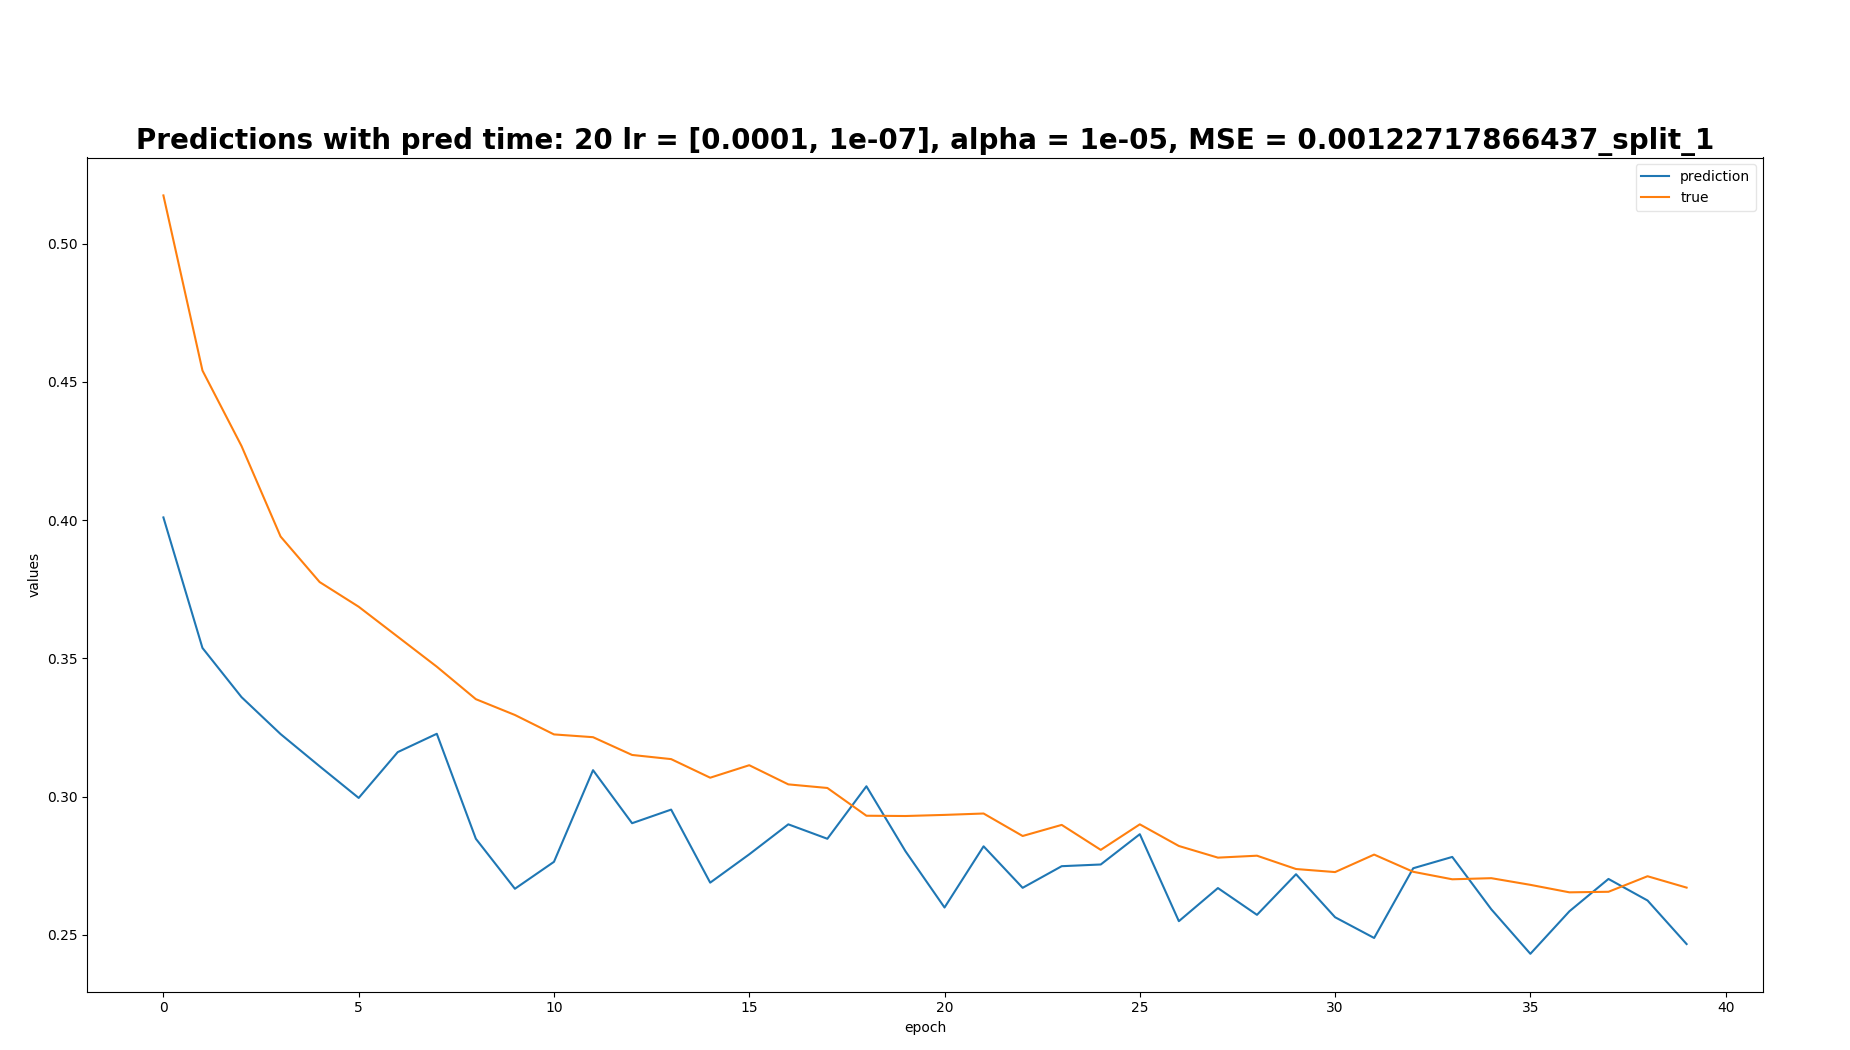 Predictions with pred time: 20 lr = [0.0001, 1e-07], alpha = 1e-05, MSE = 0.00122717866437_split_1
prediction
true
0.50
0.45
0.40
0.35
0.30
0.25
values
0 5 10 15 20 25 30 35 40
epoch